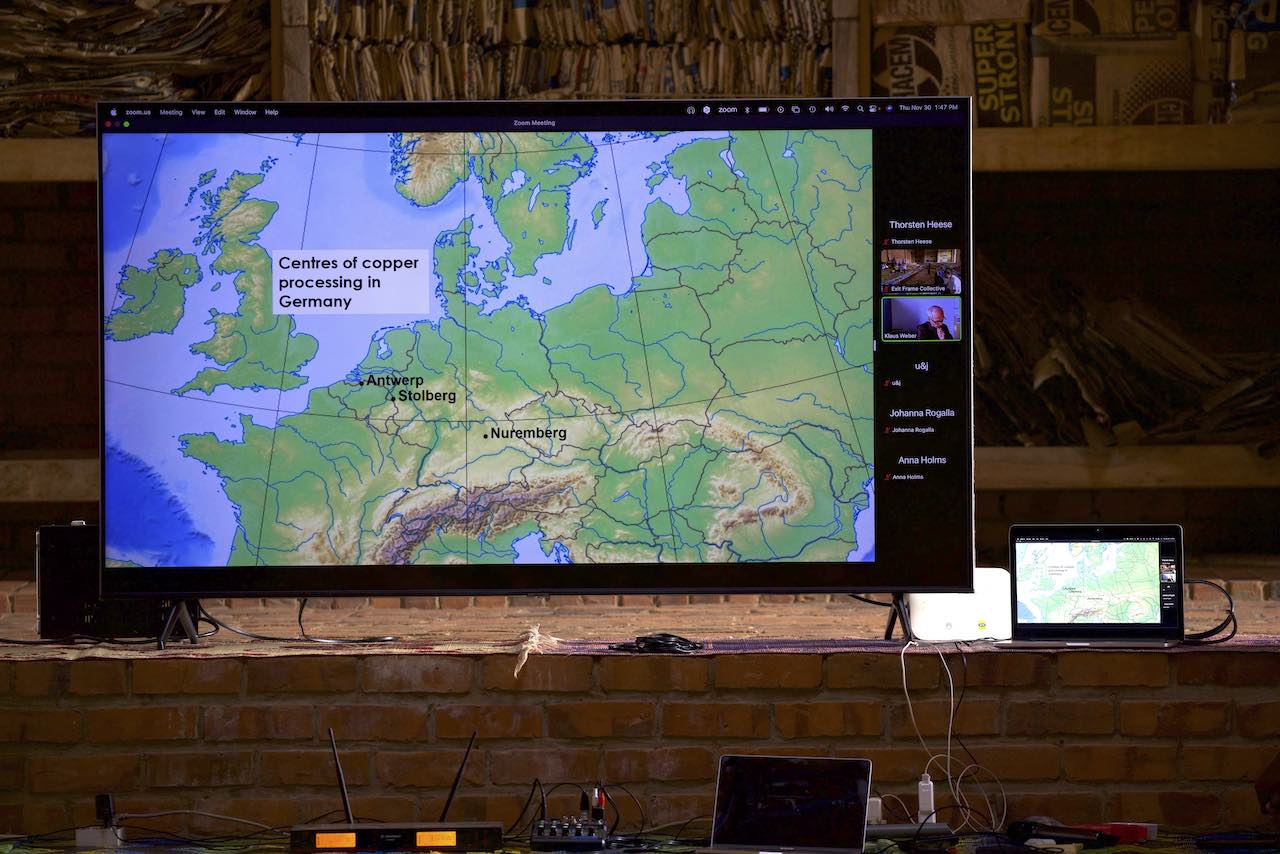 ACEM
SUPER
STRONG
zoom.us Meeting View Edit Window Help
zoom Thu Nov 30 1:47 PM
Zoom Meeting
Centres of copper
processing in
Germany
Antwerp
Stolberg
Nuremberg
Thorsten Heese
Thorsten Heese
Exit Frame Collective
Klaus Weber
u&j
u&j
Johanna Rogalla
Johanna Rogalla
Anna Holms
Anna Holms